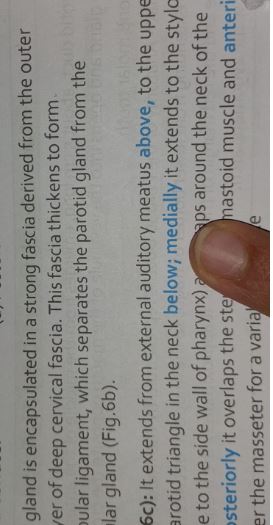 gland is encapsulated in a strong fascia derived from the outer
yer of deep cervical fascia. This fascia thickens to form
bular ligament, which separates the parotid gland from the
lar gland (Fig.6b).
6c): It extends from external auditory meatus above, to the uppe
arotid triangle in the neck below; medially it extends to the stylo
e to the side wall of pharynx) aps around the neck of the
osteriorly it overlaps the ste mastoid muscle and anteri
er the masseter for a varia e